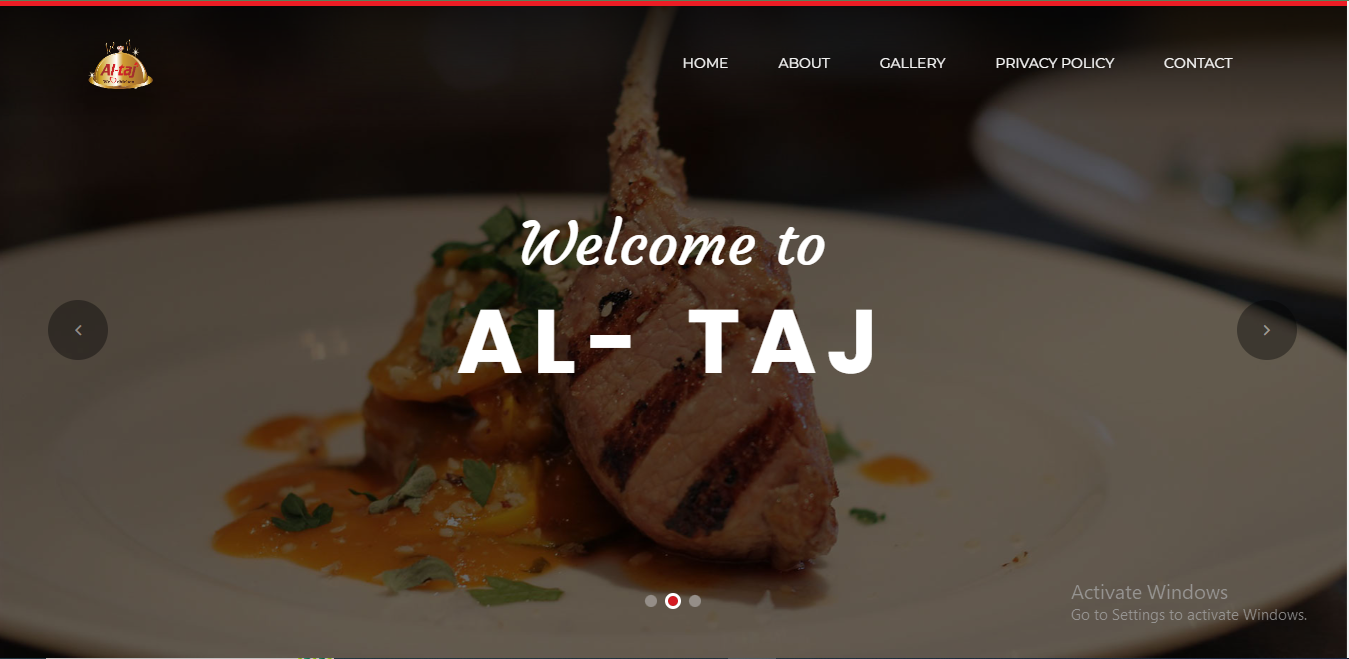 Al-taj
HOME ABOUT GALLERY PRIVACY POLICY CONTACT
Welcome to
AL- TAJ
Activate Windows
Go to Settings to activate Windows.